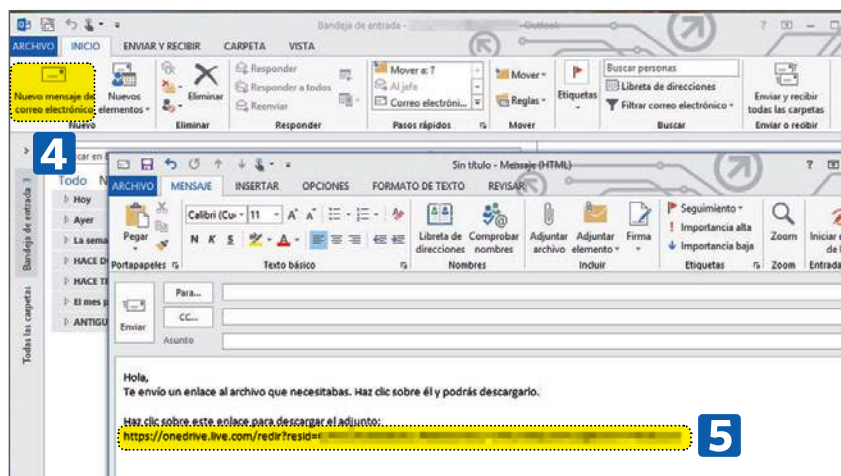 Bandeja de entrada - - Outlook
ARCHIVO INICIO ENVIAR Y RECIBIR CARPETA VISTA
Nuevo mensaje de correo electrónico
Nuevos elementos
Nuevo
Eliminar
Eliminar
Responder
Responder a todos
Reenviar
Responder
Mover a: ?
Al jefe
Correo electróni...
Pasos rápidos
Mover
Reglas
Mover
Etiquetas
Buscar personas
Libreta de direcciones
Filtrar correo electrónico
Buscar
Enviar y recibir todas las carpetas
Enviar o recibir
4
Todo
Hoy
Ayer
La sema
HACE D
HACE T
El mes p
ANTIGU
Bandeja de entrada
Todas las carpetas
Sin título - Mensaje (HTML)
ARCHIVO MENSAJE INSERTAR OPCIONES FORMATO DE TEXTO REVISAR
Pegar
Portapapeles
Calibri (Cu 11
N K S
Texto básico
Libreta de direcciones
Comprobar nombres
Nombres
Adjuntar archivo
Adjuntar elemento
Firma
Incluir
Seguimiento
Importancia alta
Importancia baja
Etiquetas
Zoom
Zoom
Iniciar
Entrada
Enviar
Para...
CC...
Asunto
Hola,
Te envío un enlace al archivo que necesitabas. Haz clic sobre él y podrás descargarlo.
Haz clic sobre este enlace para descargar el adjunto:
https://onedrive.live.com/redir?resid=
5